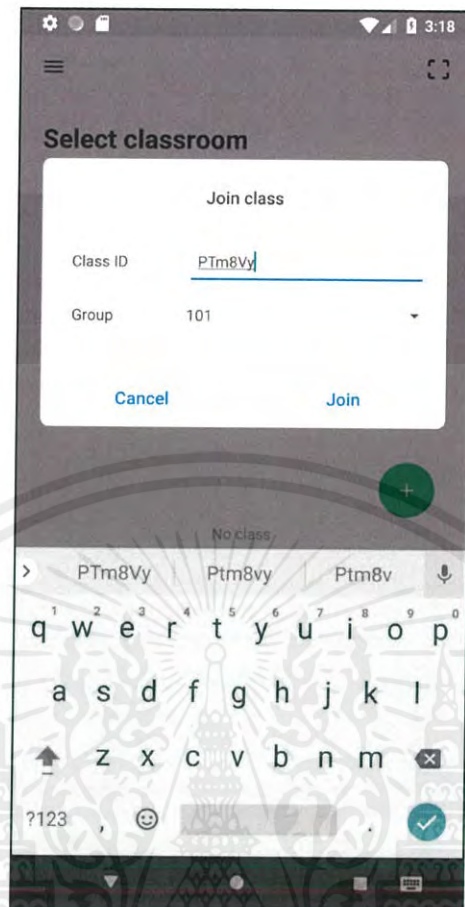 3:18
Select classroom
Join class
Class ID PTm8Vy
Group 101
Cancel Join
+
No class
PTm8Vy Ptm8vy Ptm8v
1 2 3 4 5 6 7 8 9 0
q w e r t y u i o p
a s d f g h j k l
z x c v b n m
?123 , .